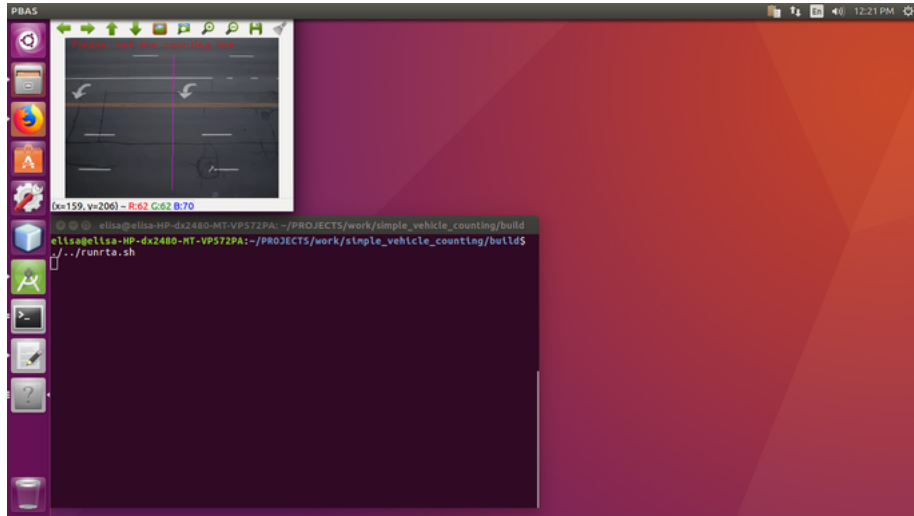 PBAS
En
12:21 PM
Please, set the counting line
(x=159, y=206) ~ R:62 G:62 B:70
elisa@elisa-HP-dx2480-MT-VP572PA: ~/PROJECTS/work/simple_vehicle_counting/build
elisa@elisa-HP-dx2480-MT-VP572PA:~/PROJECTS/work/simple_vehicle_counting/build$
./../runrta.sh